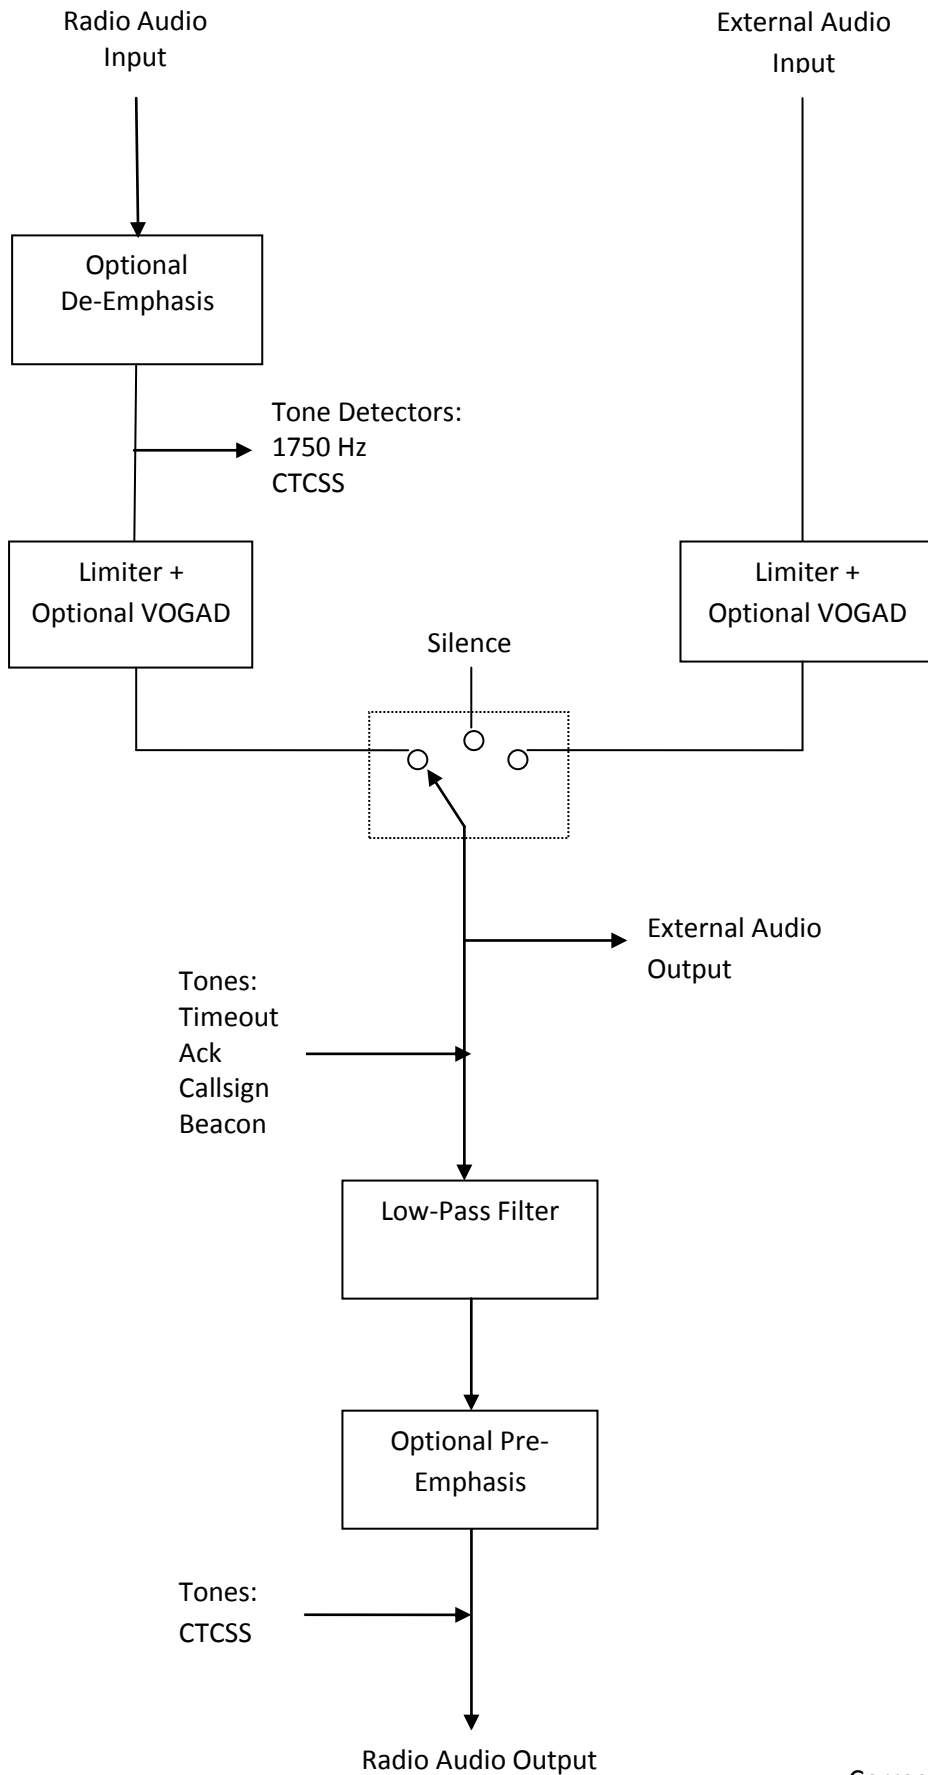 Radio Audio
Input
External Audio
Input
Optional
De-Emphasis
Tone Detectors:
1750 Hz
CTCSS
Limiter +
Optional VOGAD
Limiter +
Optional VOGAD
Silence
External Audio
Output
Tones:
Timeout
Ack
Callsign
Beacon
Low-Pass Filter
Optional Pre-
Emphasis
Tones:
CTCSS
Radio Audio Output